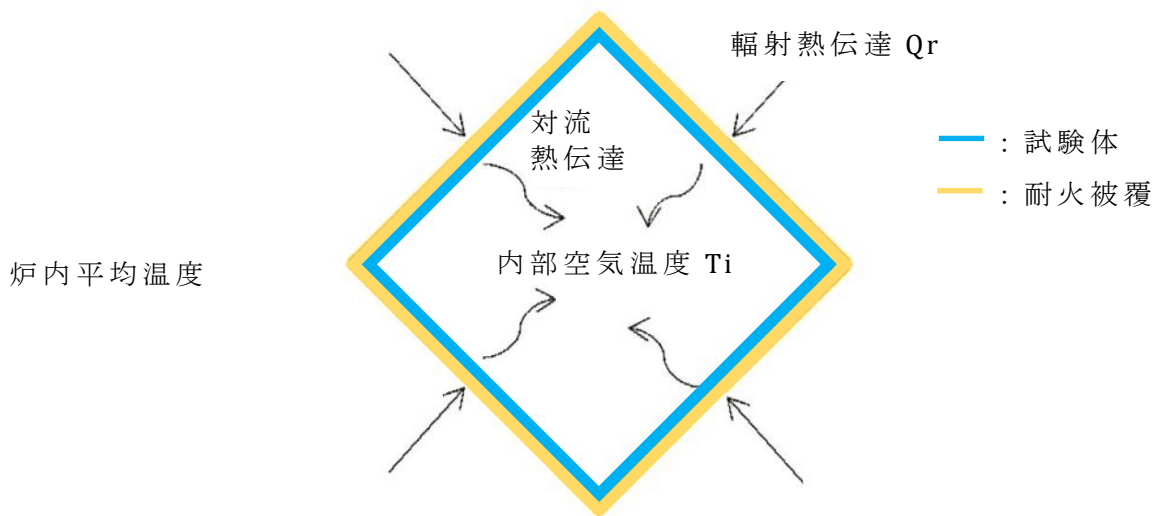 輻射熱伝達 Qr
対流
熱伝達
：試験体
：耐火被覆
内部空気温度 Ti
炉内平均温度